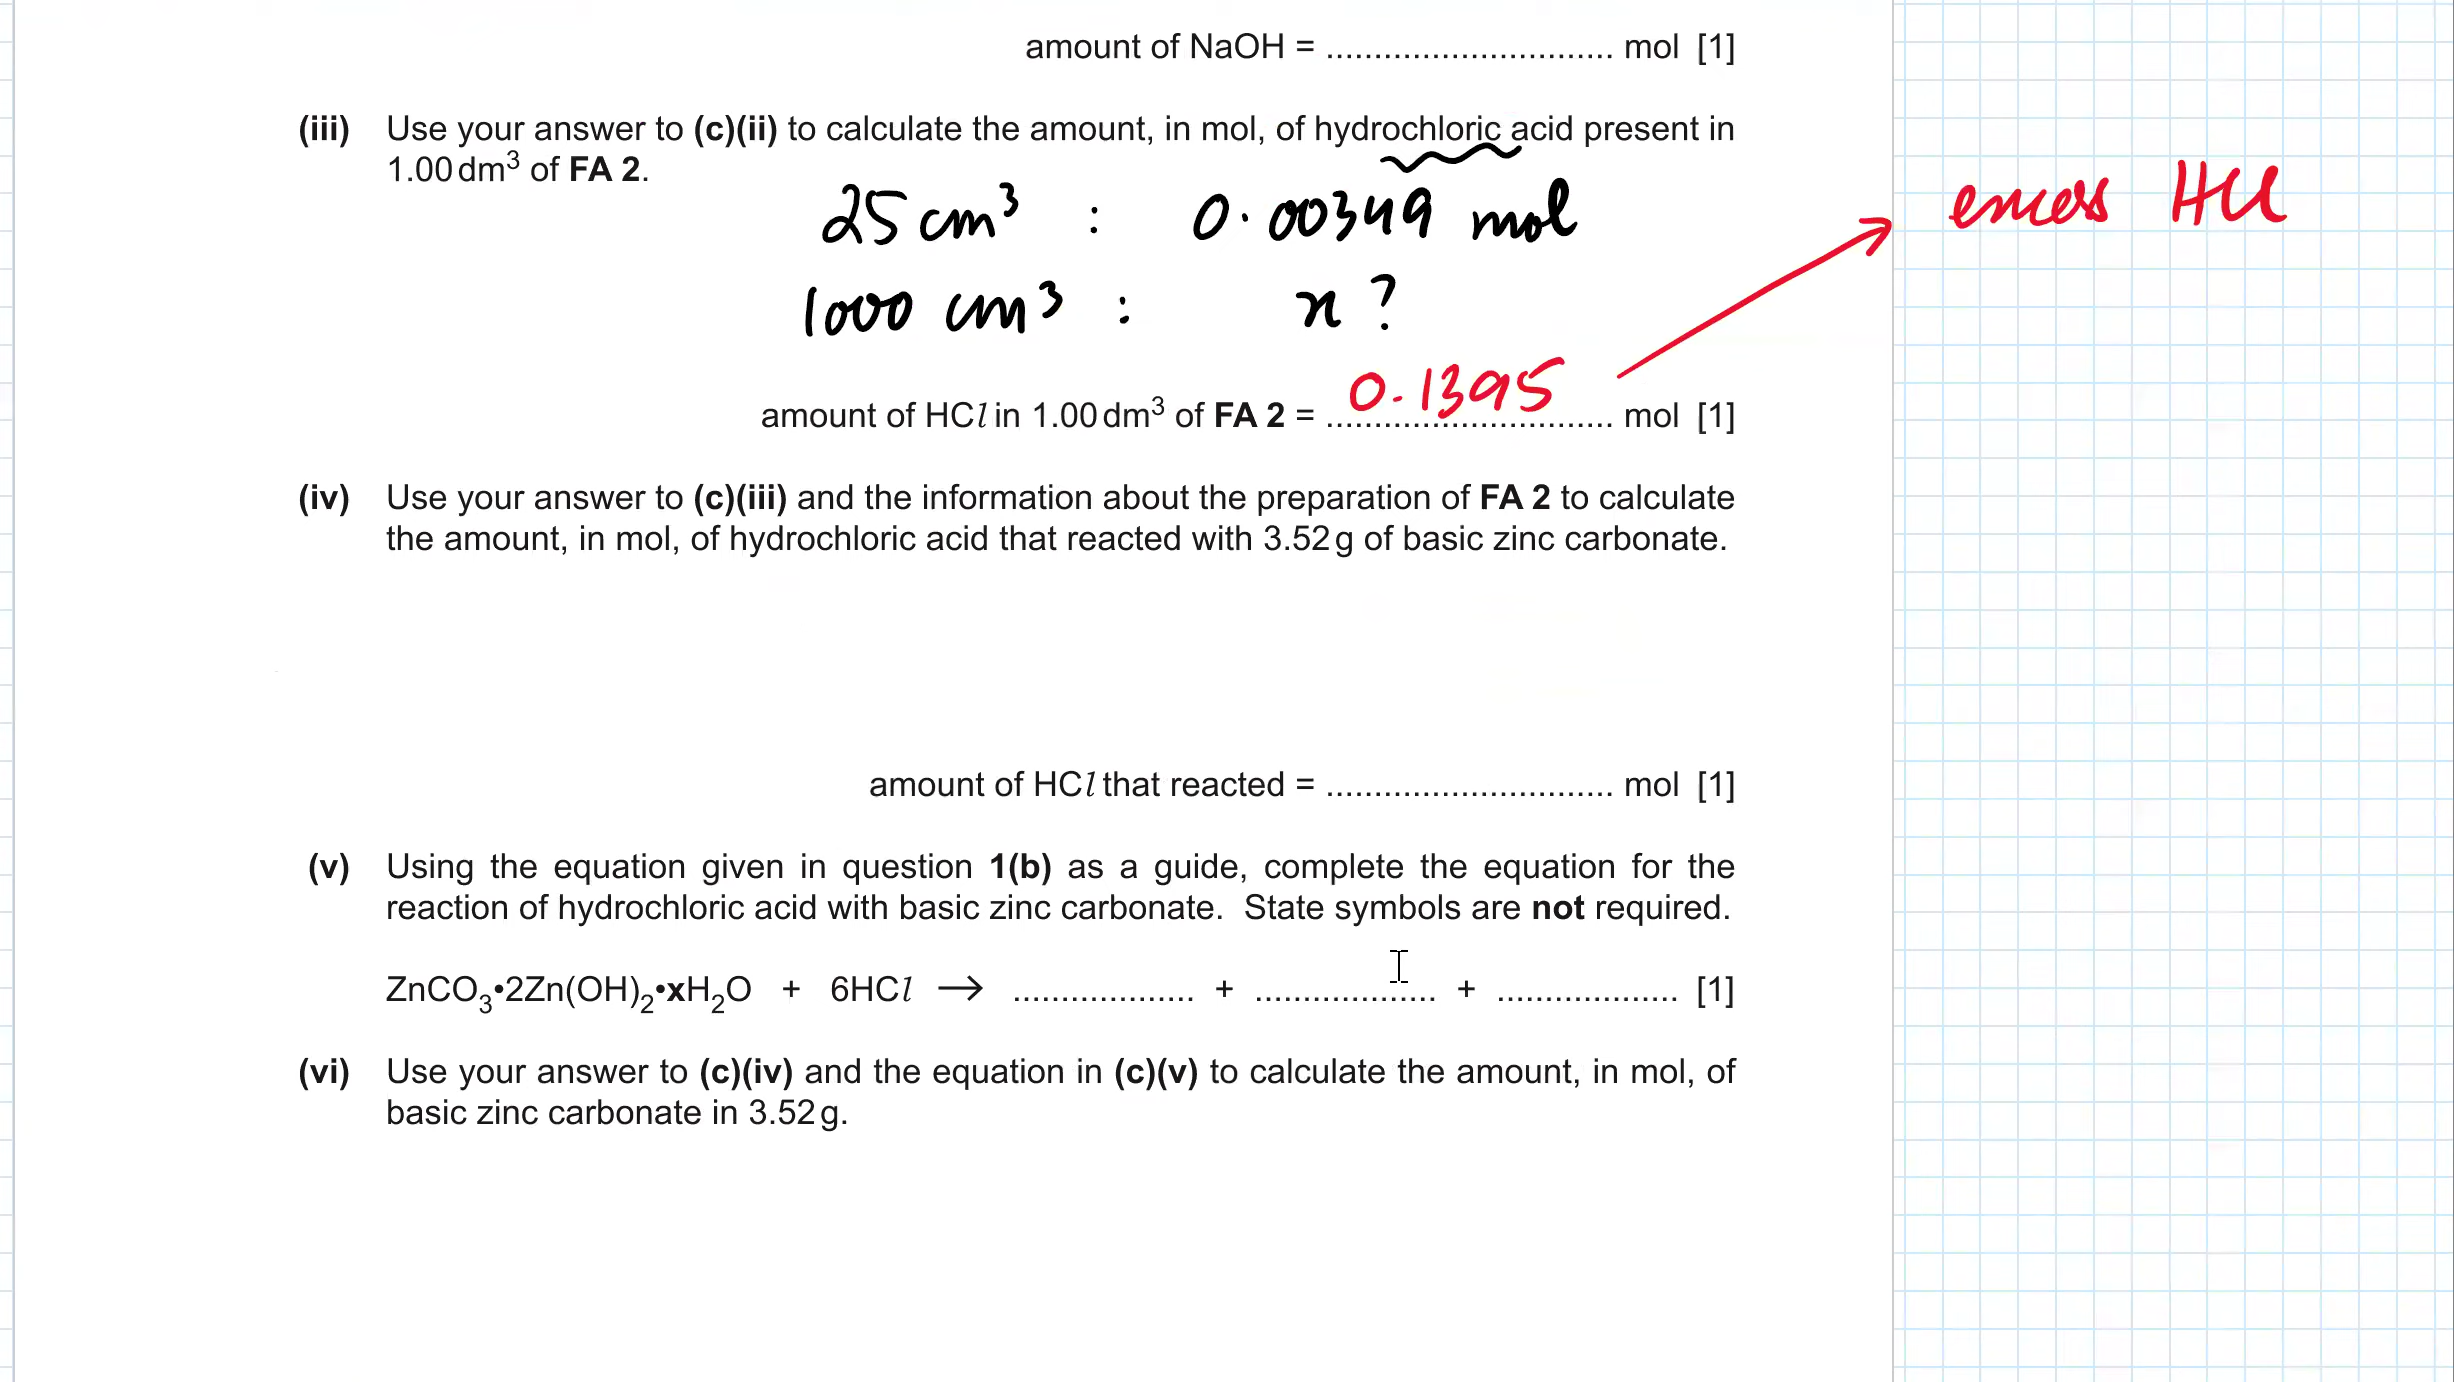 amount of NaOH = .............................. mol [1]
(iii) Use your answer to (c)(ii) to calculate the amount, in mol, of hydrochloric acid present in
1.00 dm³ of FA 2.
25 cm³ : 0.00349 mol
excess HCl
1000 cm³ : x ?
0.1395
amount of HCl in 1.00 dm³ of FA 2 = .............................. mol [1]
(iv) Use your answer to (c)(iii) and the information about the preparation of FA 2 to calculate
the amount, in mol, of hydrochloric acid that reacted with 3.52 g of basic zinc carbonate.
amount of HCl that reacted = .............................. mol [1]
(v) Using the equation given in question 1(b) as a guide, complete the equation for the
reaction of hydrochloric acid with basic zinc carbonate. State symbols are not required.
ZnCO₃•2Zn(OH)₂•xH₂O + 6HCl → ................... + ................... + ................... [1]
(vi) Use your answer to (c)(iv) and the equation in (c)(v) to calculate the amount, in mol, of
basic zinc carbonate in 3.52 g.